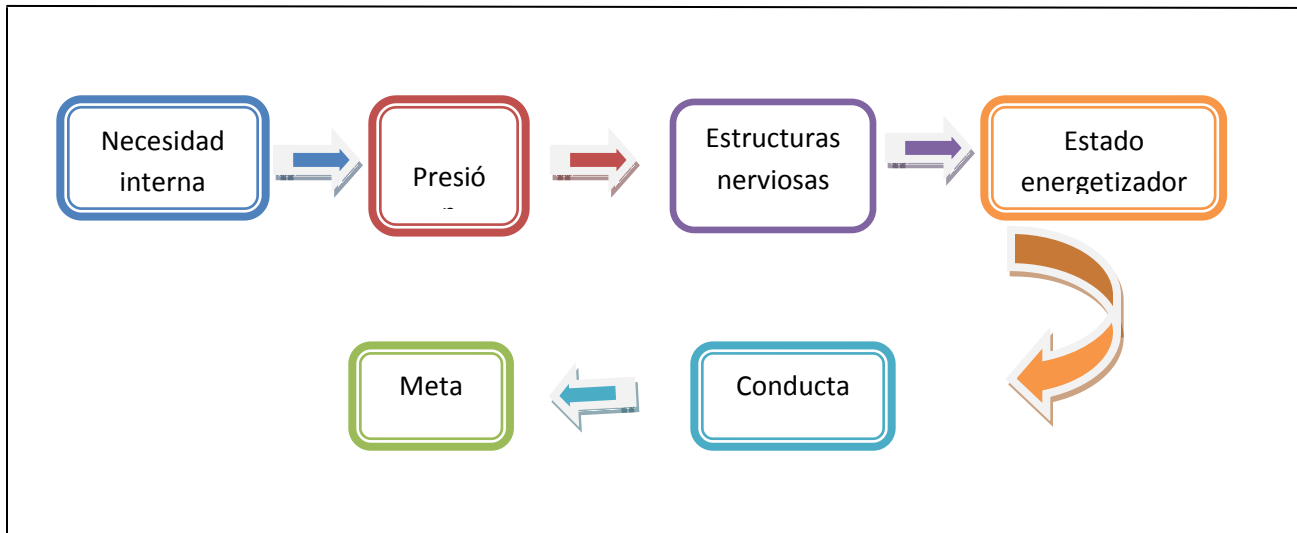 Necesidad
interna
Presió
n
Estructuras
nerviosas
Estado
energetizador
Conducta
Meta